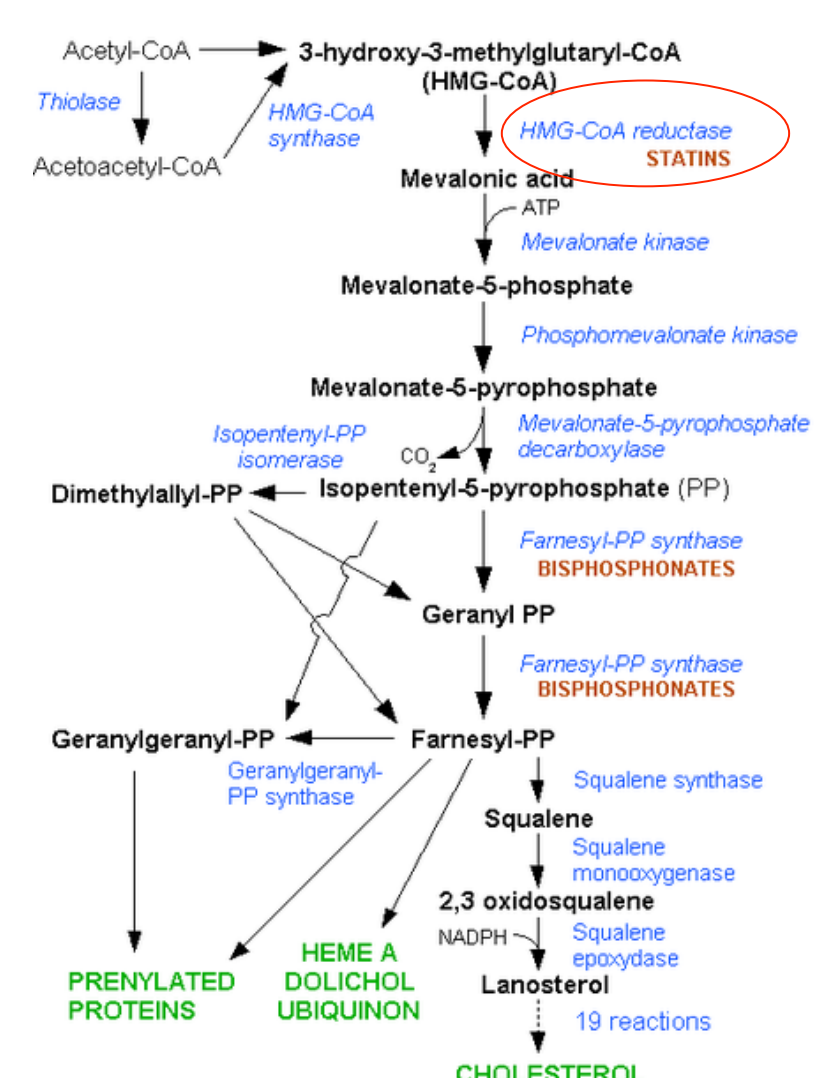 Acetyl-CoA
3-hydroxy-3-methylglutaryl-CoA
(HMG-CoA)
Thiolase
HMG-CoA
synthase
HMG-CoA reductase
STATINS
Acetoacetyl-CoA
Mevalonic acid
ATP
Mevalonate kinase
Mevalonate-5-phosphate
Phosphomevalonate kinase
Mevalonate-5-pyrophosphate
Mevalonate-5-pyrophosphate
decarboxylase
CO2
Isopentenyl-PP
isomerase
Dimethylallyl-PP
Isopentenyl-5-pyrophosphate (PP)
Farnesyl-PP synthase
BISPHOSPHONATES
Geranyl PP
Farnesyl-PP synthase
BISPHOSPHONATES
Geranylgeranyl-PP
Farnesyl-PP
Geranylgeranyl-
PP synthase
Squalene synthase
Squalene
Squalene
monooxygenase
2,3 oxidosqualene
NADPH
Squalene
epoxydase
Lanosterol
19 reactions
PRENYLATED
PROTEINS
HEME A
DOLICHOL
UBIQUINON
CHOLESTEROL